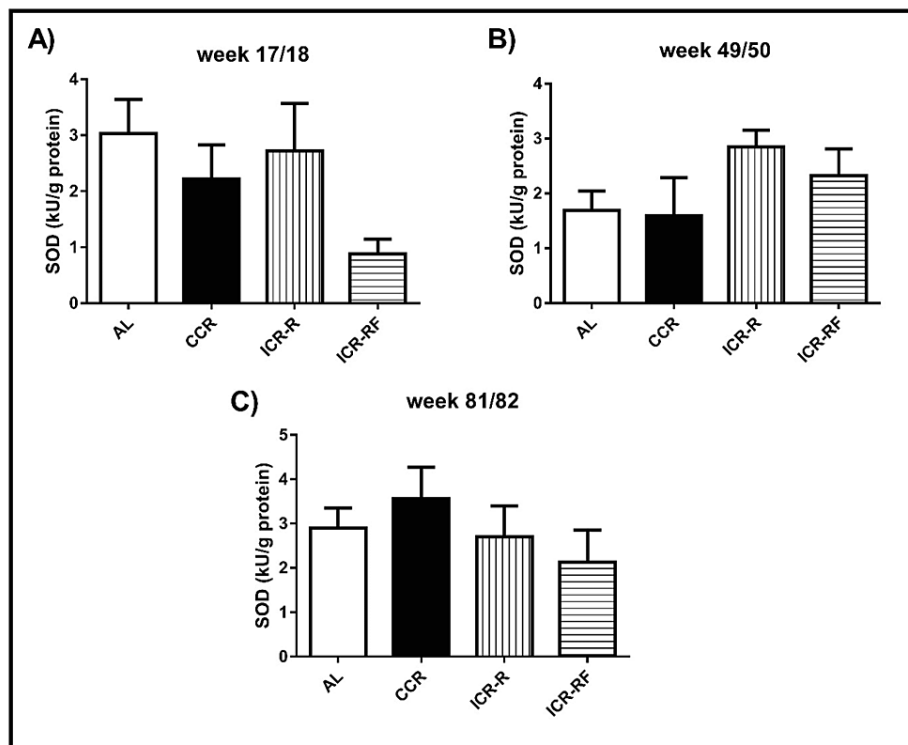 A)
week 17/18
SOD (kU/g protein)
4
3
2
1
0
AL
CCR
ICR-R
ICR-RF
B)
week 49/50
SOD (kU/g protein)
4
3
2
1
0
AL
CCR
ICR-R
ICR-RF
C)
week 81/82
SOD (kU/g protein)
5
4
3
2
1
0
AL
CCR
ICR-R
ICR-RF